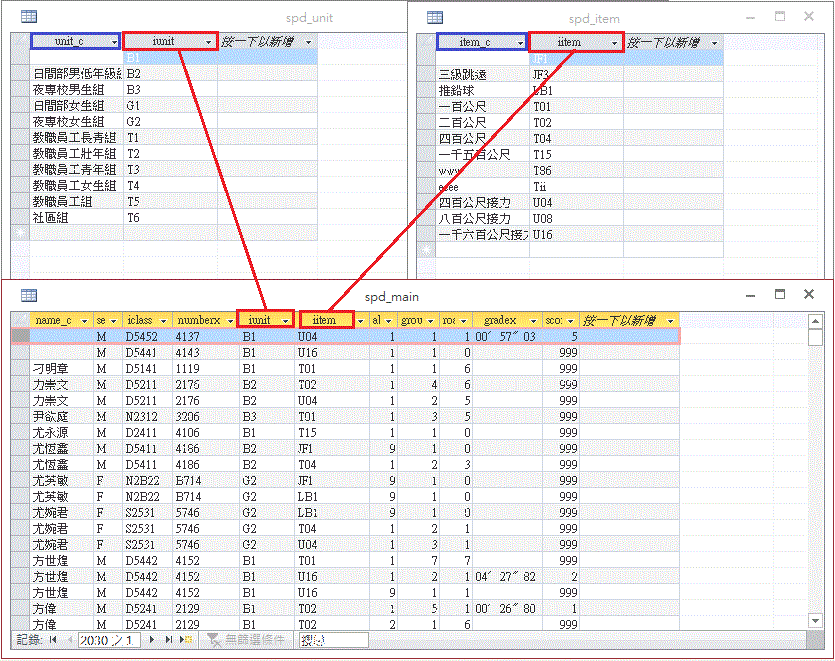 spd_unit
unit_c iunit 按一下以新增
B1
日間部男低年級組 B2
夜專校男生組 B3
日間部女生組 G1
夜專校女生組 G2
教職員工長青組 T1
教職員工壯年組 T2
教職員工青年組 T3
教職員工女生組 T4
教職員工組 T5
社區組 T6
spd_item
item_c iitem 按一下以新增
JF1
三級跳遠 JF3
推鉛球 LB1
一百公尺 T01
二百公尺 T02
四百公尺 T04
一千五百公尺 T15
www T86
eeee Tii
四百公尺接力 U04
八百公尺接力 U08
一千六百公尺接力 U16
spd_main
name_c se iclass numberx iunit iitem al grou roa gradex scor 按一下以新增
M D5452 4137 B1 U04 1 1 1 00′ 57″ 03 5
M D5441 4143 B1 U16 1 1 0 999
刁明章 M D5141 1119 B1 T01 1 1 6 999
力崇文 M D5211 2176 B2 T02 1 4 6 999
力崇文 M D5211 2176 B2 U04 1 2 5 999
尹欲庭 M N2312 3206 B3 T01 1 3 5 999
尤永源 M D2411 4106 B1 T15 1 1 0 999
尤恆鑫 M D5411 4186 B2 JF1 9 1 0 999
尤恆鑫 M D5411 4186 B2 T04 1 2 3 999
尤英敏 F N2B22 B714 G2 JF1 9 1 0 999
尤英敏 F N2B22 B714 G2 LB1 9 1 0 999
尤婉君 F S2531 5746 G2 LB1 9 1 0 999
尤婉君 F S2531 5746 G2 T04 1 2 1 999
尤婉君 F S2531 5746 G2 U04 1 3 1 999
方世煌 M D5442 4152 B1 T01 1 7 7 999
方世煌 M D5442 4152 B1 U16 1 2 1 04′ 27″ 82 2
方世煌 M D5442 4152 B1 U16 9 1 1 999
方偉 M D5241 2129 B1 T02 1 5 1 00′ 26″ 80 1
方偉 M D5241 2129 B1 T02 2 1 6 999
記錄: 2030 之 1 無篩選條件 搜尋